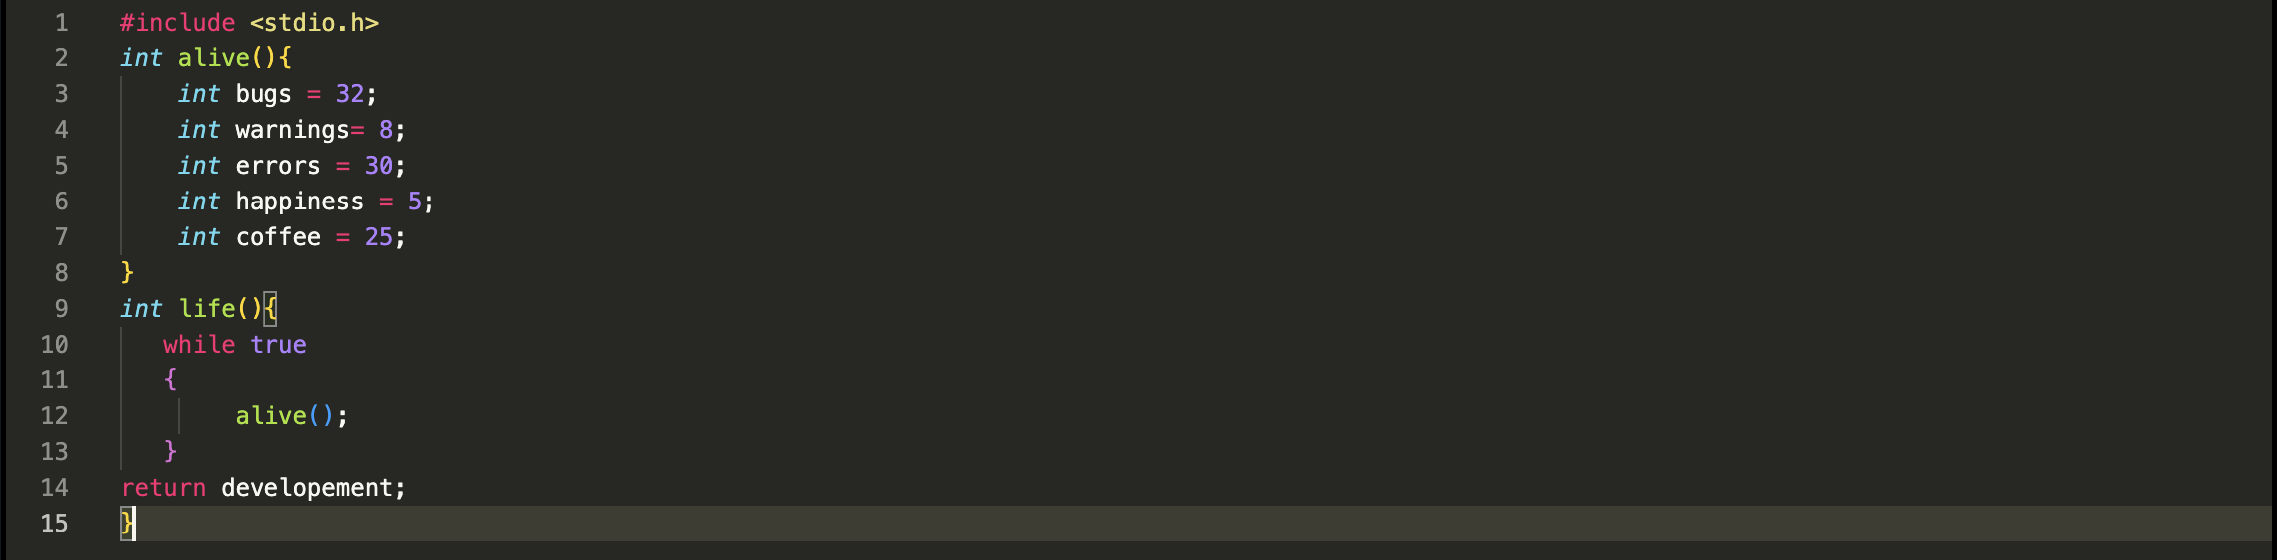 1 #include <stdio.h>
2 int alive(){
3 int bugs = 32;
4 int warnings= 8;
5 int errors = 30;
6 int happiness = 5;
7 int coffee = 25;
8 }
9 int life(){
10 while true
11 {
12 alive();
13 }
14 return developement;
15 }